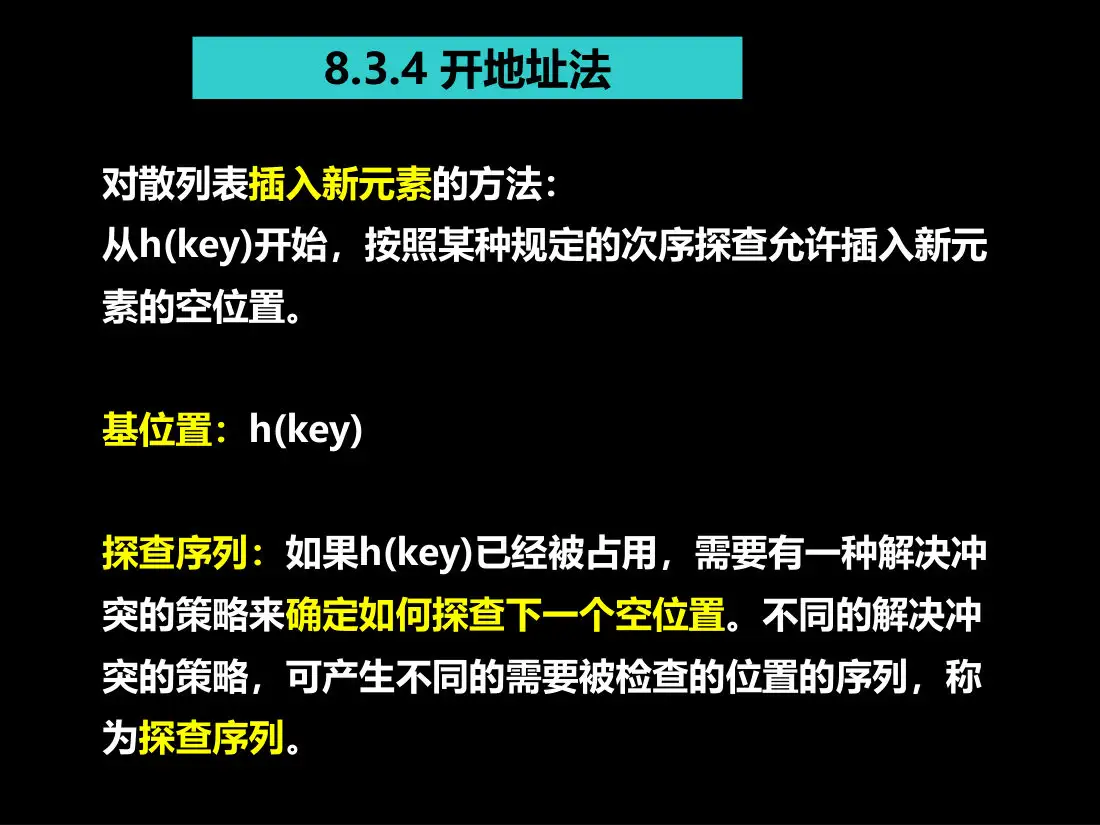 8.3.4 开地址法
对散列表插入新元素的方法：
从h(key)开始，按照某种规定的次序探查允许插入新元
素的空位置。
基位置：h(key)
探查序列：如果h(key)已经被占用，需要有一种解决冲
突的策略来确定如何探查下一个空位置。不同的解决冲
突的策略，可产生不同的需要被检查的位置的序列，称
为探查序列。